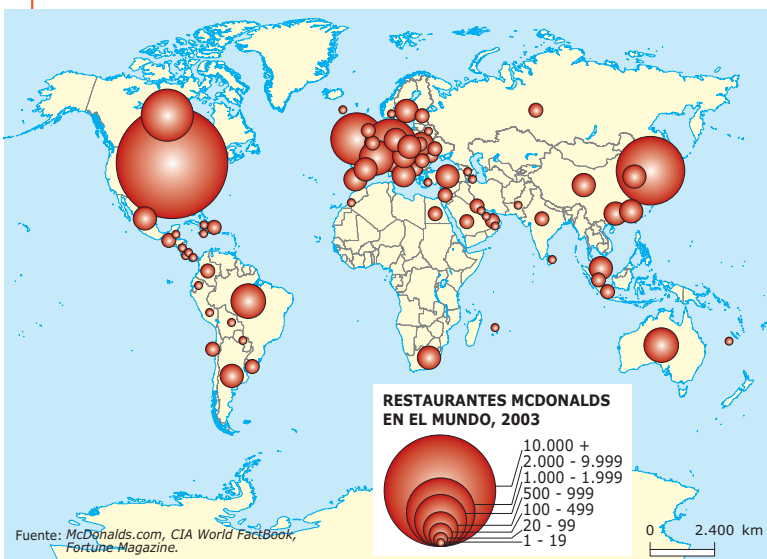 RESTAURANTES MCDONALDS
EN EL MUNDO, 2003
10.000 +
2.000 - 9.999
1.000 - 1.999
500 - 999
100 - 499
20 - 99
1 - 19
Fuente: McDonalds.com, CIA World FactBook,
Fortune Magazine.
0 2.400 km